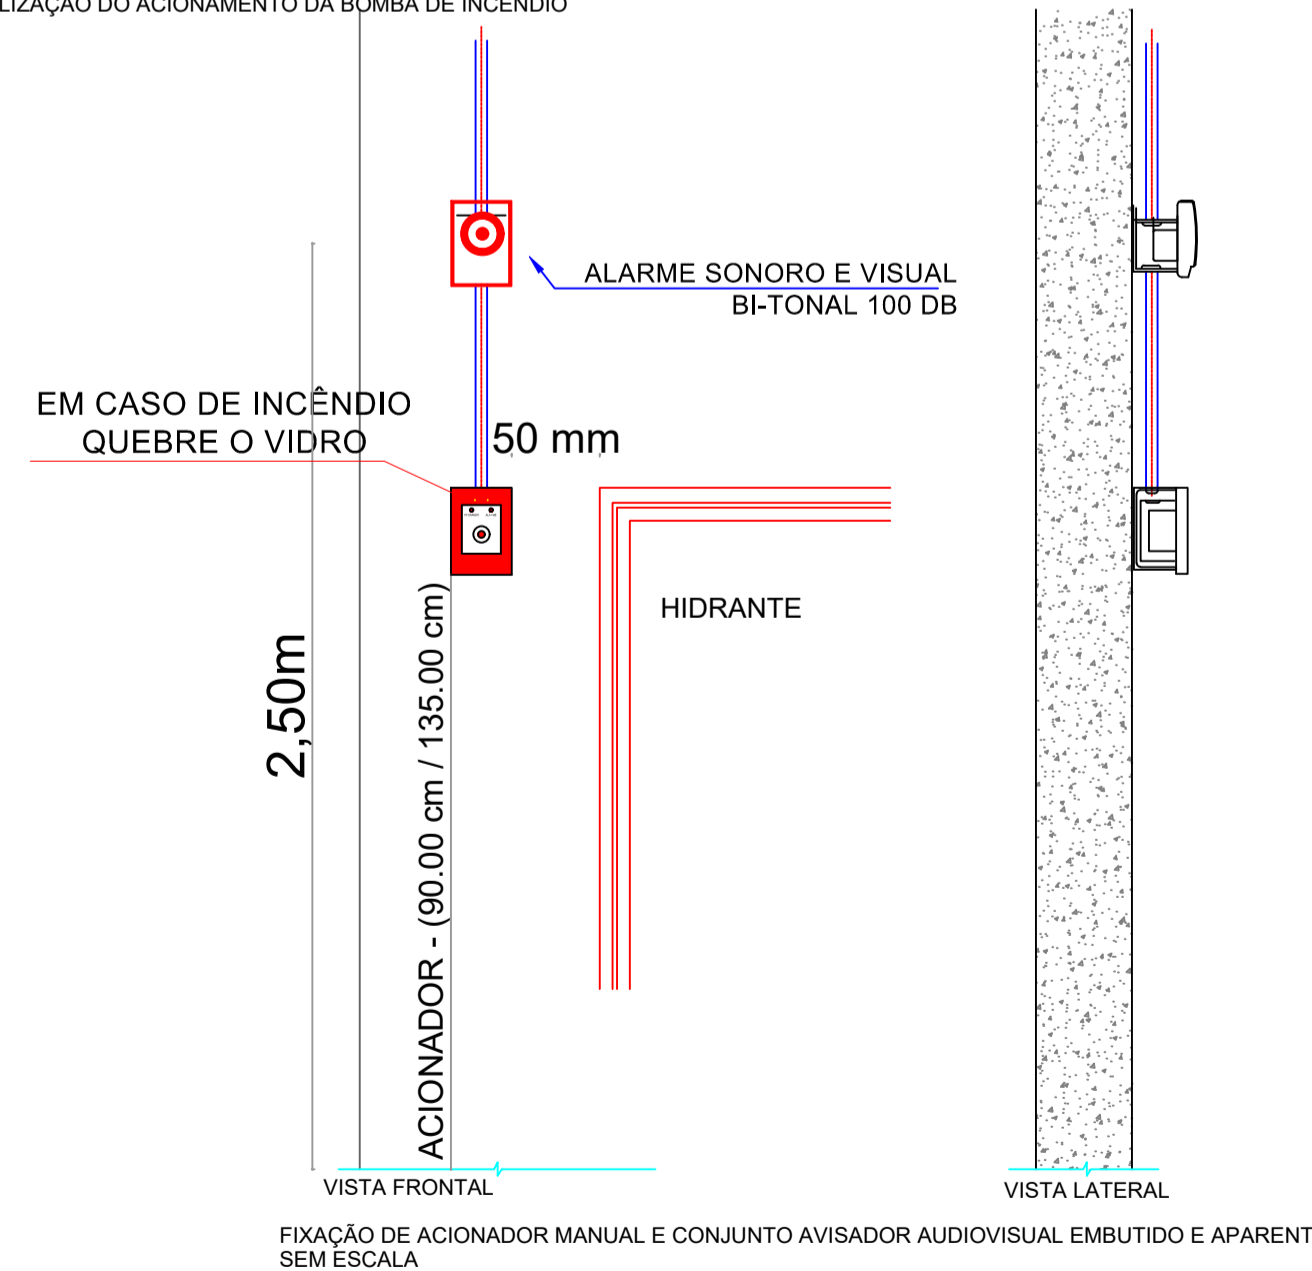 LIZAÇÃO DO ACIONAMENTO DA BOMBA DE INCÊNDIO
ALARME SONORO E VISUAL
BI-TONAL 100 DB
EM CASO DE INCÊNDIO
QUEBRE O VIDRO
50 mm
HIDRANTE
2,50m
ACIONADOR - (90.00 cm / 135.00 cm)
VISTA FRONTAL
VISTA LATERAL
FIXAÇÃO DE ACIONADOR MANUAL E CONJUNTO AVISADOR AUDIOVISUAL EMBUTIDO E APARENT
SEM ESCALA